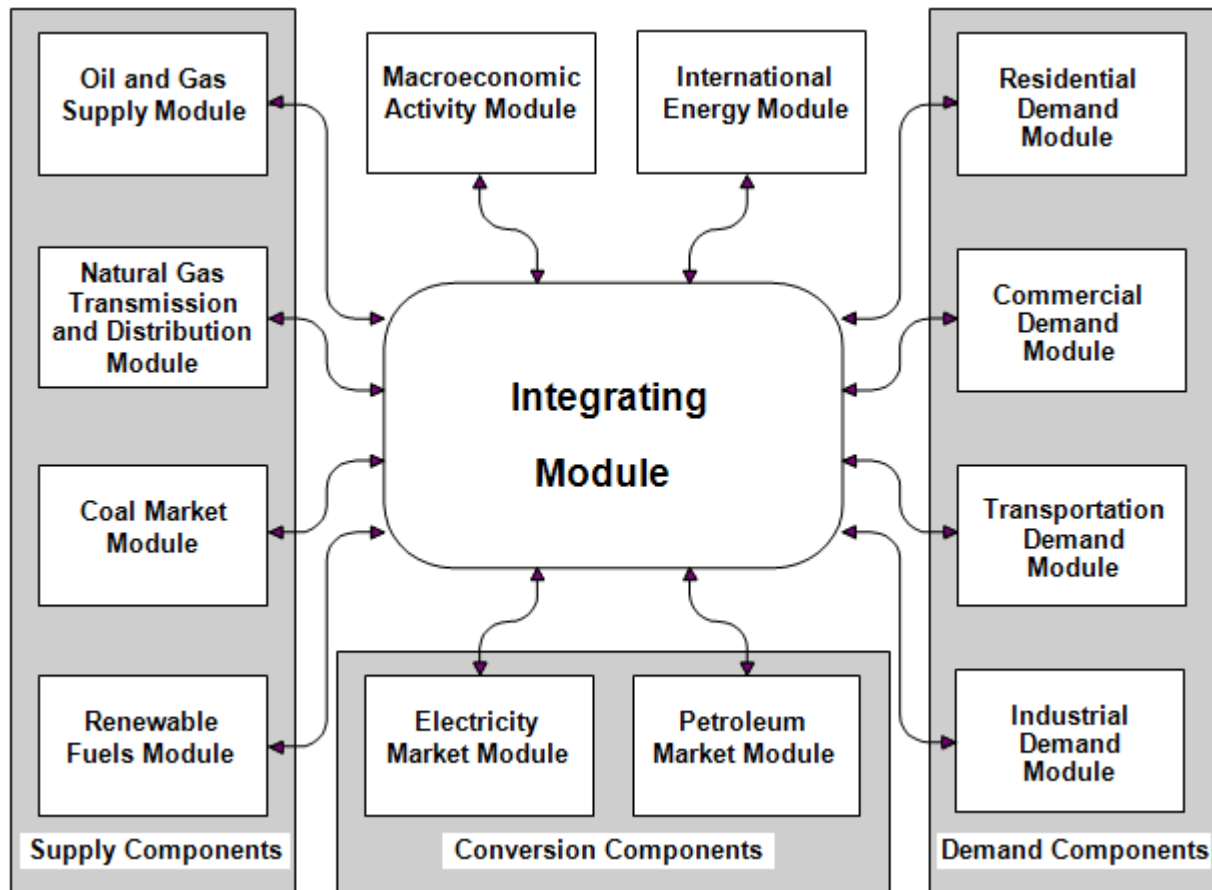 Oil and Gas
Supply Module
Macroeconomic
Activity Module
International
Energy Module
Residential
Demand
Module
Natural Gas
Transmission
and Distribution
Module
Commercial
Demand
Module
Integrating
Module
Coal Market
Module
Transportation
Demand
Module
Renewable
Fuels Module
Electricity
Market Module
Petroleum
Market Module
Industrial
Demand
Module
Supply Components
Conversion Components
Demand Components